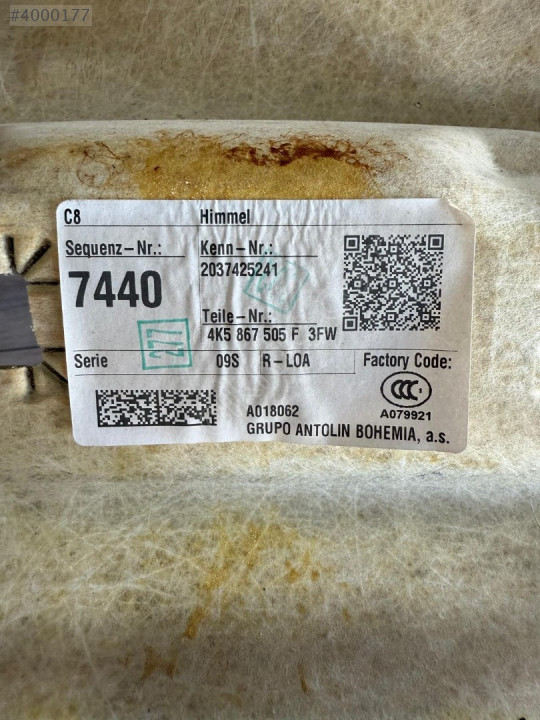 #4000177
C8 Himmel
Sequenz-Nr.: Kenn-Nr.:
7440 2037425241
Teile-Nr.:
277 4K5 867 505 F 3FW
Serie 09S R-LOA Factory Code:
CCC
A018062 A079921
GRUPO ANTOLIN BOHEMIA, a.s.